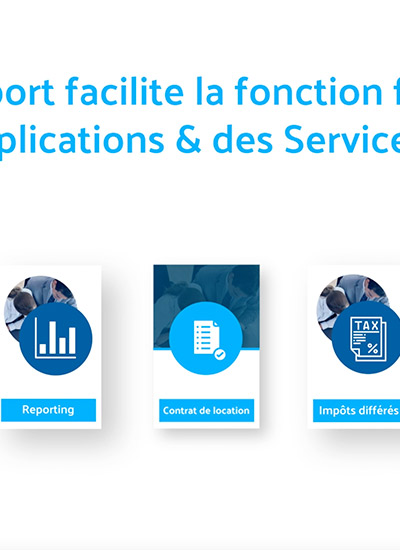 port facilite la fonction f
plications & des Service
Reporting
Contrat de location
TAX
%
Impôts différés